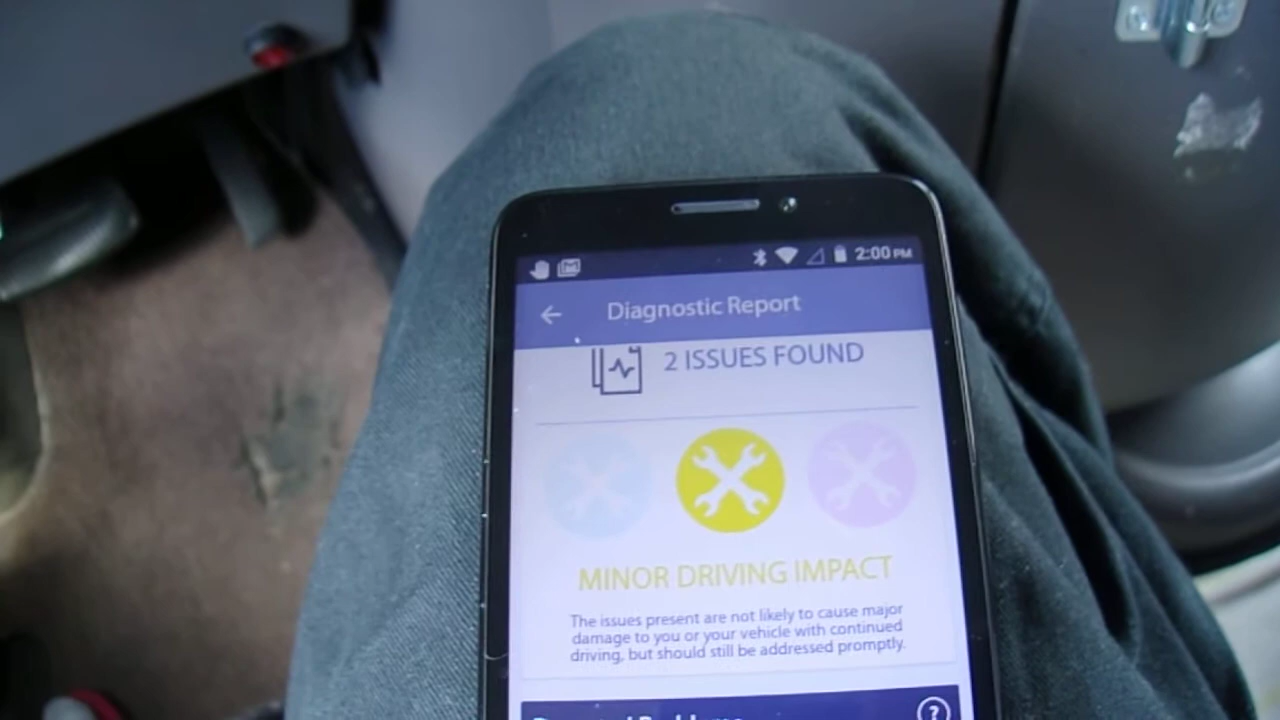 2:00 PM
Diagnostic Report
2 ISSUES FOUND
MINOR DRIVING IMPACT
The issues present are not likely to cause major
damage to you or your vehicle with continued
driving, but should still be addressed promptly.
?